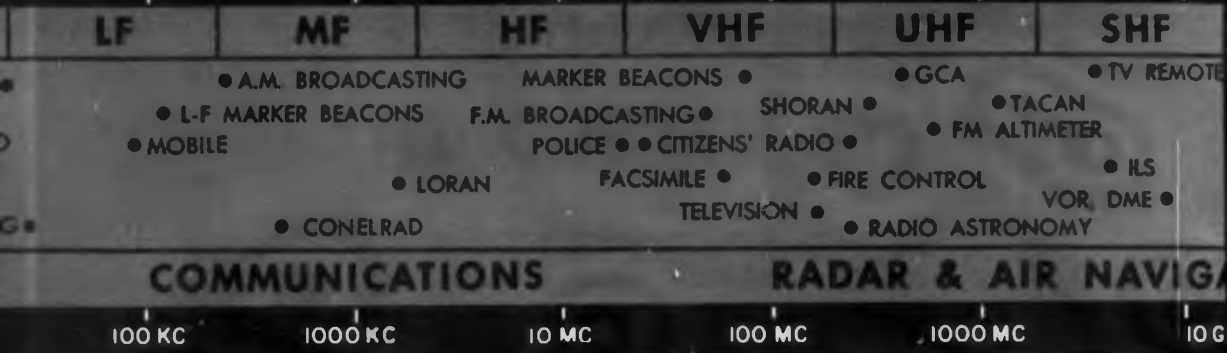 LF MF HF VHF UHF SHF
A.M. BROADCASTING MARKER BEACONS GCA TV REMOTE
L-F MARKER BEACONS F.M. BROADCASTING SHORAN TACAN
MOBILE POLICE CITIZENS' RADIO FM ALTIMETER
LORAN FACSIMILE FIRE CONTROL ILS
TELEVISION VOR, DME
G CONELRAD RADIO ASTRONOMY
COMMUNICATIONS RADAR & AIR NAVIGA
100 KC 1000 KC 10 MC 100 MC 1000 MC 10 G